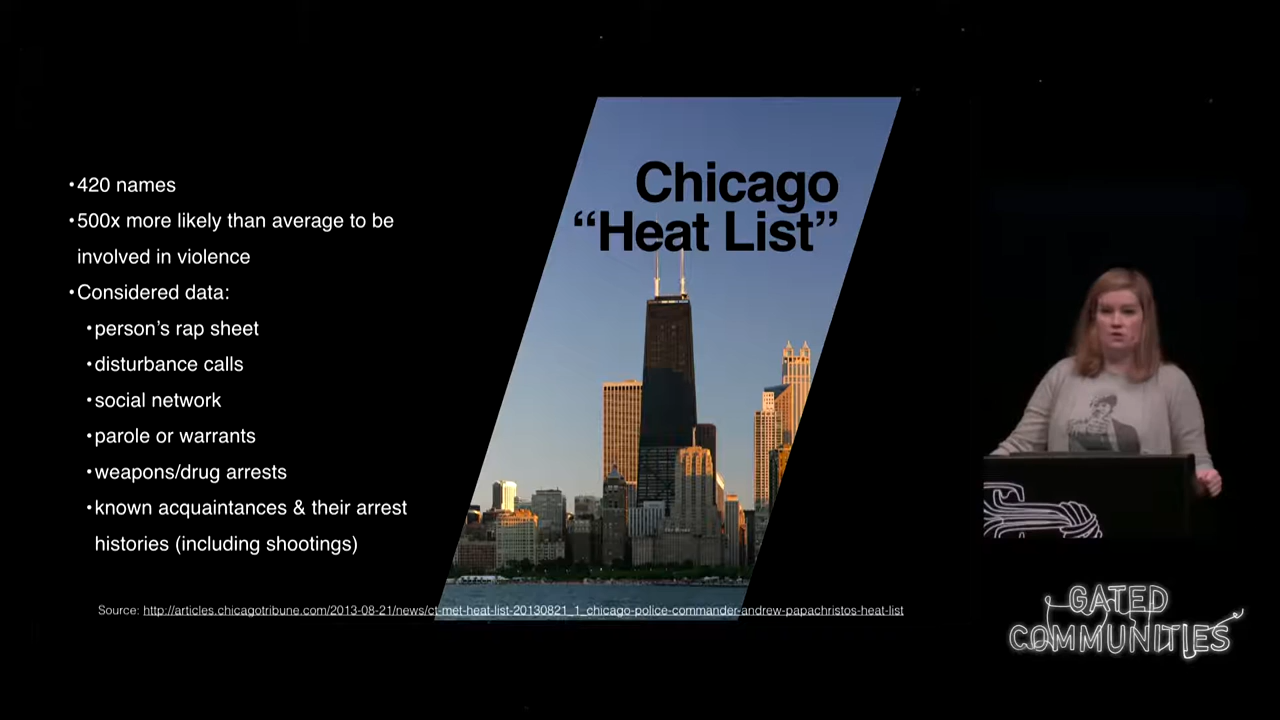 •420 names
•500x more likely than average to be
involved in violence
•Considered data:
•person's rap sheet
•disturbance calls
•social network
•parole or warrants
•weapons/drug arrests
•known acquaintances & their arrest
histories (including shootings)
Chicago
“Heat List”
Source: http://articles.chicagotribune.com/2013-08-21/news/ct-met-heat-list-20130821_1_chicago-police-commander-andrew-papachristos-heat-list
GATED
COMMUNITIES